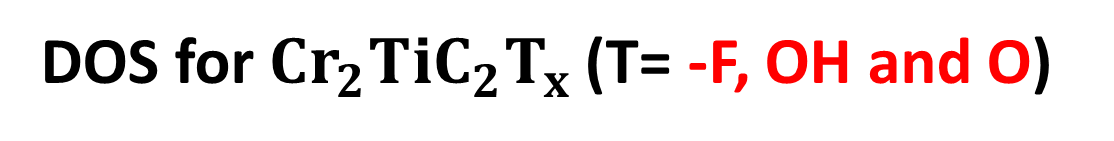 DOS for Cr₂TiC₂Tₓ (T= -F, OH and O)